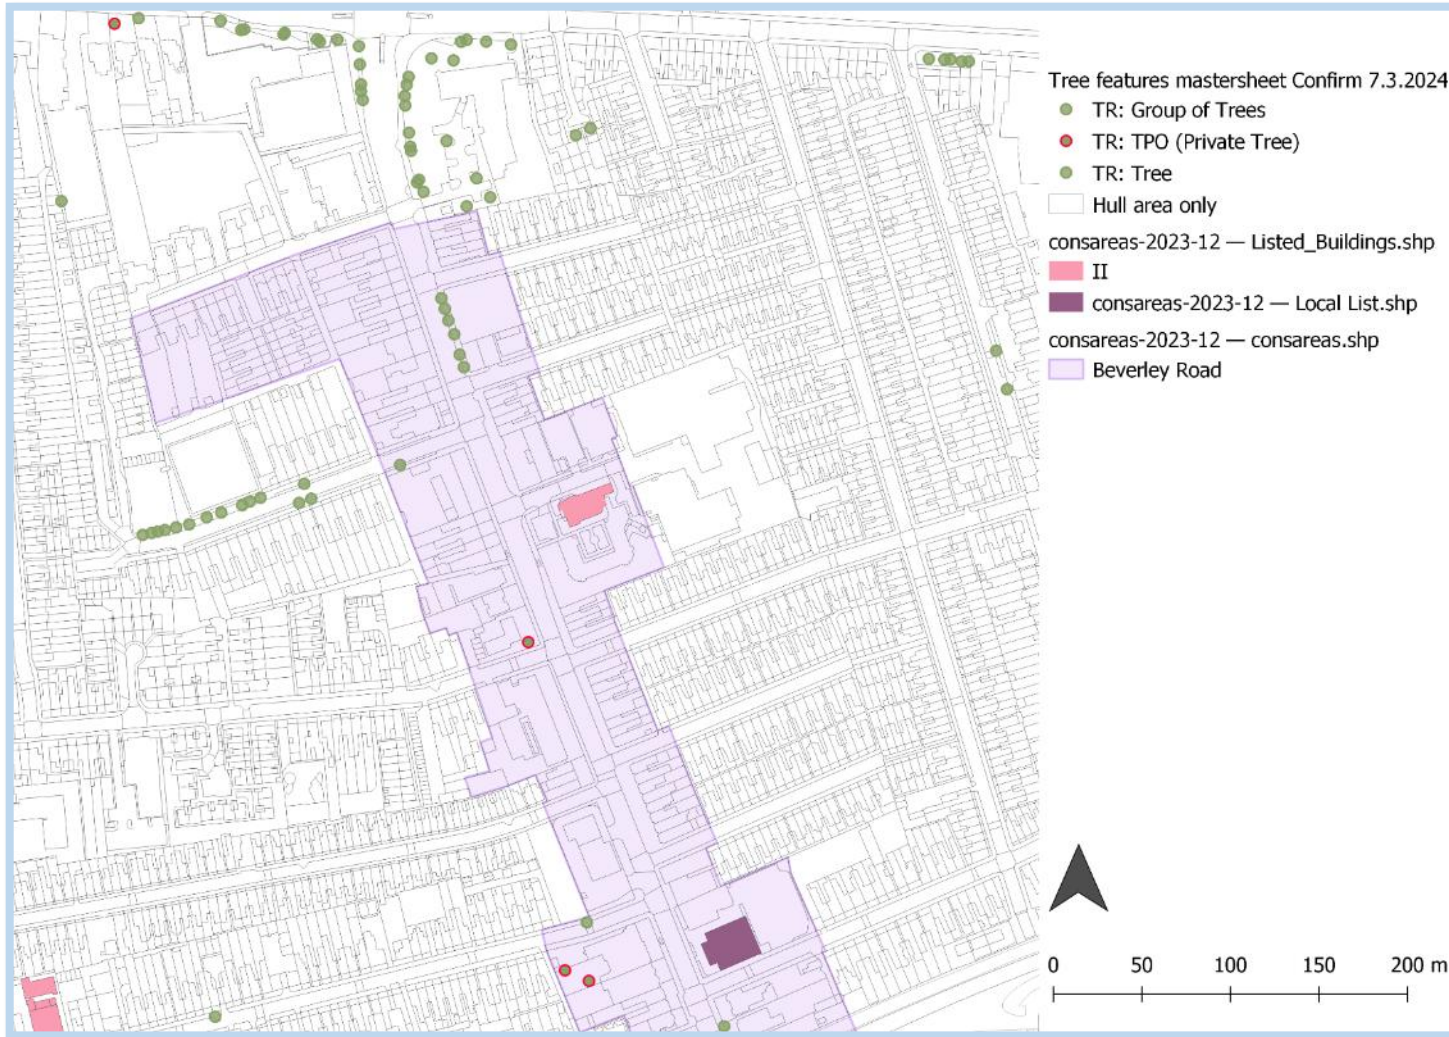 Tree features mastersheet Confirm 7.3.2024
TR: Group of Trees
TR: TPO (Private Tree)
TR: Tree
Hull area only
consareas-2023-12 — Listed_Buildings.shp
II
consareas-2023-12 — Local List.shp
consareas-2023-12 — consareas.shp
Beverley Road
0 50 100 150 200 m